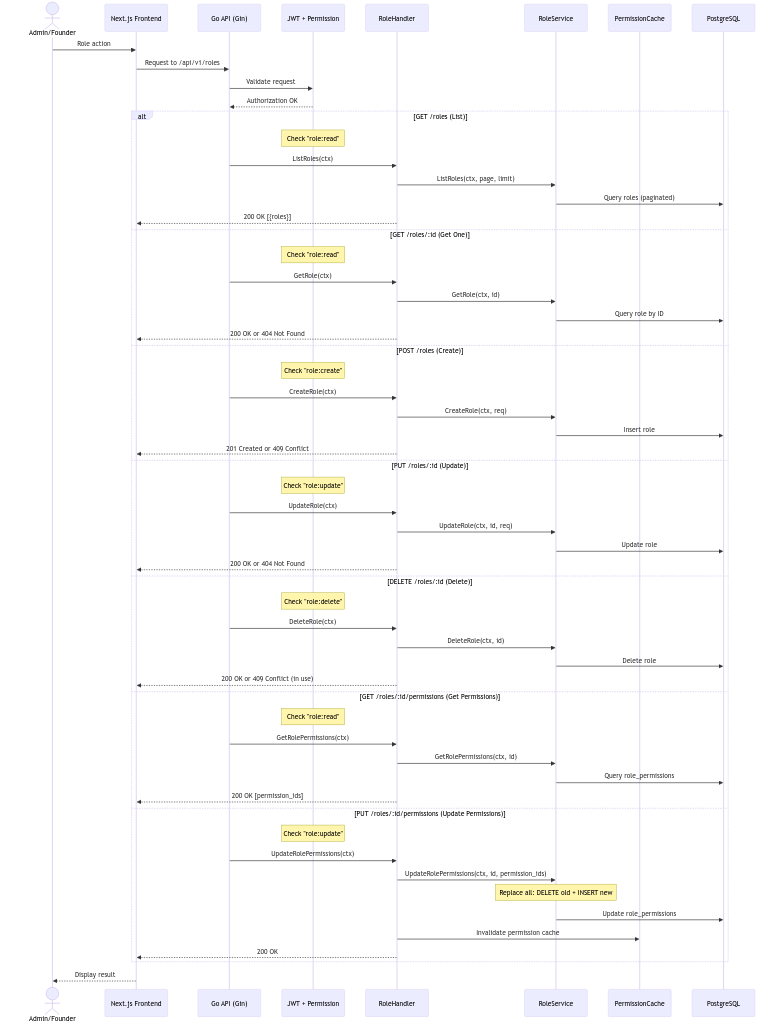 Admin/Founder
Next.js Frontend
Go API (Gin)
JWT + Permission
RoleHandler
RoleService
PermissionCache
PostgreSQL
Role action
Request to /api/v1/roles
Validate request
Authorization OK
alt
[GET /roles (List)]
Check "role:read"
ListRoles(ctx)
ListRoles(ctx, page, limit)
Query roles (paginated)
200 OK [{roles}]
[GET /roles/:id (Get One)]
Check "role:read"
GetRole(ctx)
GetRole(ctx, id)
Query role by ID
200 OK or 404 Not Found
[POST /roles (Create)]
Check "role:create"
CreateRole(ctx)
CreateRole(ctx, req)
Insert role
201 Created or 409 Conflict
[PUT /roles/:id (Update)]
Check "role:update"
UpdateRole(ctx)
UpdateRole(ctx, id, req)
Update role
200 OK or 404 Not Found
[DELETE /roles/:id (Delete)]
Check "role:delete"
DeleteRole(ctx)
DeleteRole(ctx, id)
Delete role
200 OK or 409 Conflict (in use)
[GET /roles/:id/permissions (Get Permissions)]
Check "role:read"
GetRolePermissions(ctx)
GetRolePermissions(ctx, id)
Query role_permissions
200 OK [permission_ids]
[PUT /roles/:id/permissions (Update Permissions)]
Check "role:update"
UpdateRolePermissions(ctx)
UpdateRolePermissions(ctx, id, permission_ids)
Replace all: DELETE old + INSERT new
Update role_permissions
Invalidate permission cache
200 OK
Display result
Admin/Founder
Next.js Frontend
Go API (Gin)
JWT + Permission
RoleHandler
RoleService
PermissionCache
PostgreSQL